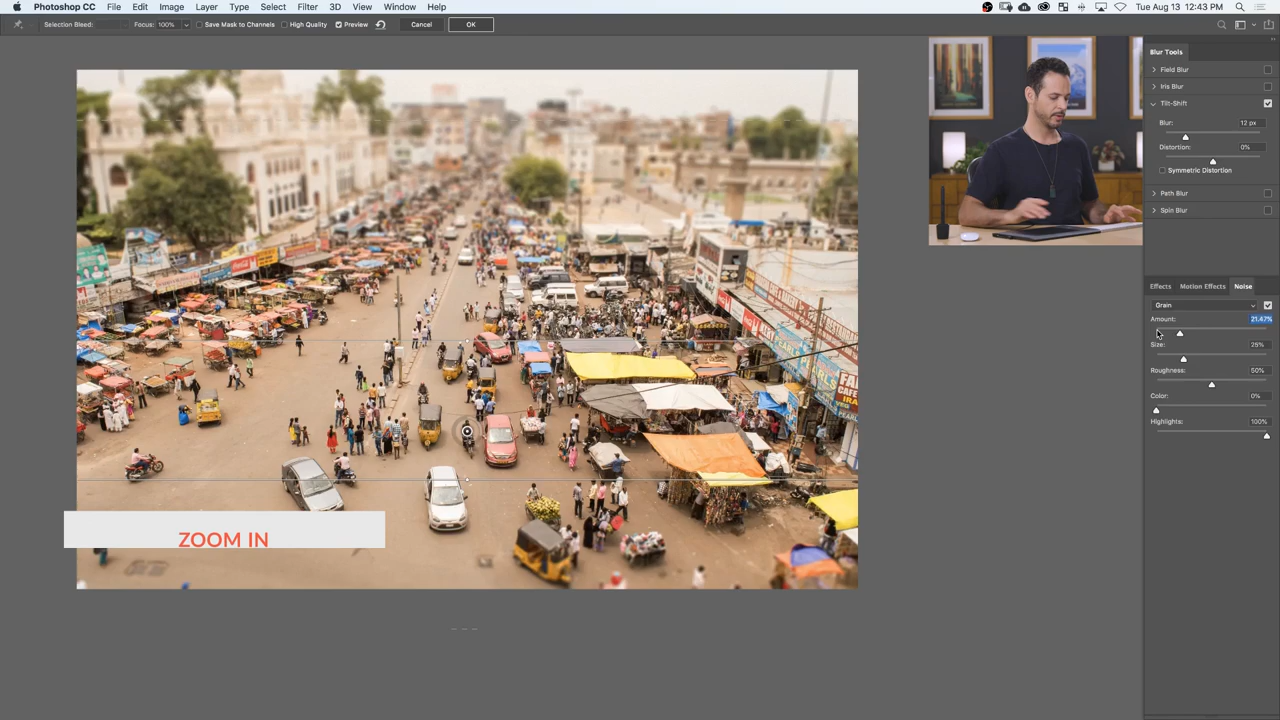 Photoshop CC File Edit Image Layer Type Select Filter 3D View Window Help Tue Aug 13 12:43 PM
Selection Bleed: Focus: 100% Save Mask to Channels High Quality Preview Cancel OK
Blur Tools
Field Blur
Iris Blur
Tilt-Shift
Blur: 12 px
Distortion: 0%
Symmetric Distortion
Path Blur
Spin Blur
Effects Motion Effects Noise
Grain
Amount: 21.47%
Size: 25%
Roughness: 50%
Color: 0%
Highlights: 100%
Coca-Cola
ZOOM IN